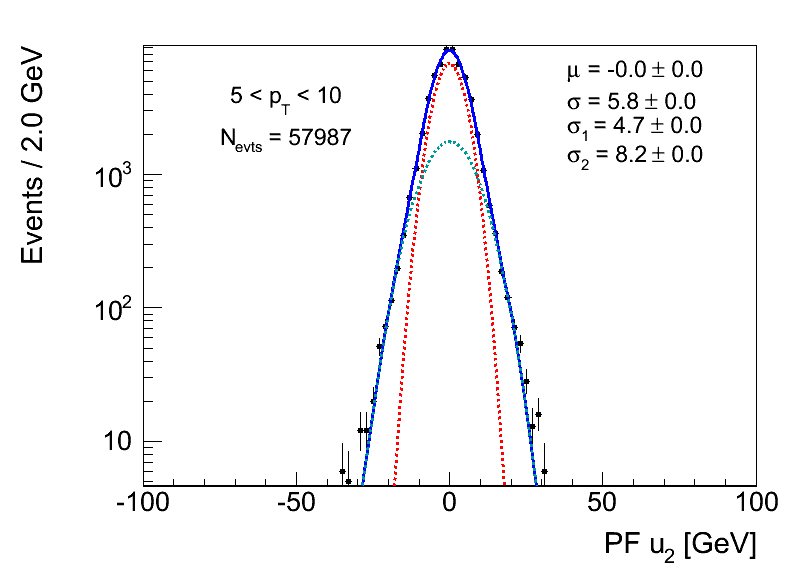 Events / 2.0 GeV
5 < p_T < 10
N_evts = 57987
μ = -0.0 ± 0.0
σ = 5.8 ± 0.0
σ_1 = 4.7 ± 0.0
σ_2 = 8.2 ± 0.0
10^3
10^2
10
-100 -50 0 50 100
PF u_2 [GeV]